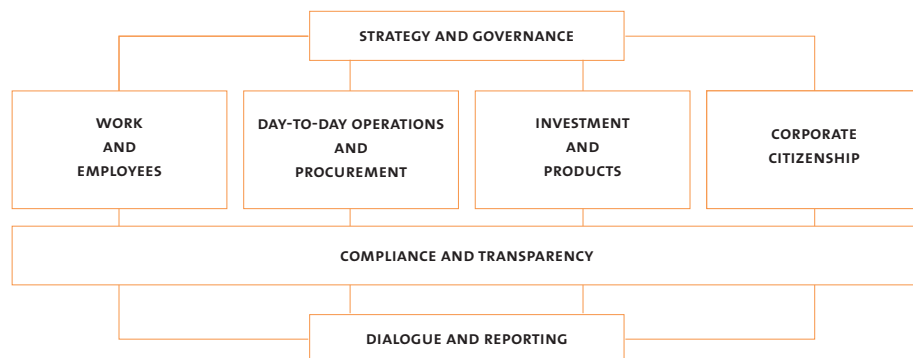 STRATEGY AND GOVERNANCE
WORK
AND
EMPLOYEES
DAY-TO-DAY OPERATIONS
AND
PROCUREMENT
INVESTMENT
AND
PRODUCTS
CORPORATE
CITIZENSHIP
COMPLIANCE AND TRANSPARENCY
DIALOGUE AND REPORTING